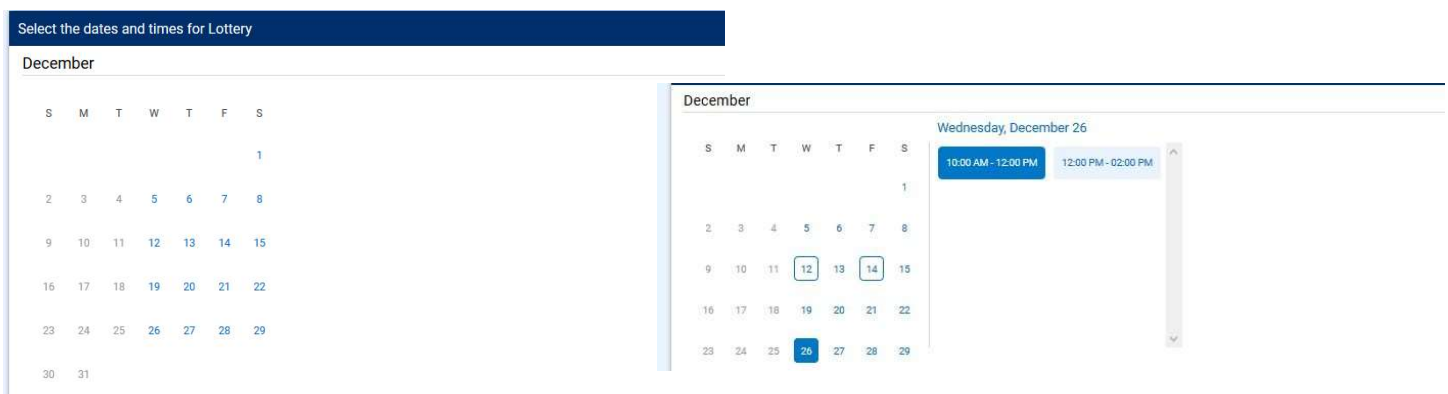 Select the dates and times for Lottery
December
S M T W T F S
1
2 3 4 5 6 7 8
9 10 11 12 13 14 15
16 17 18 19 20 21 22
23 24 25 26 27 28 29
30 31
December
Wednesday, December 26
S M T W T F S
10:00 AM - 12:00 PM 12:00 PM - 02:00 PM
1
2 3 4 5 6 7 8
9 10 11 12 13 14 15
16 17 18 19 20 21 22
23 24 25 26 27 28 29